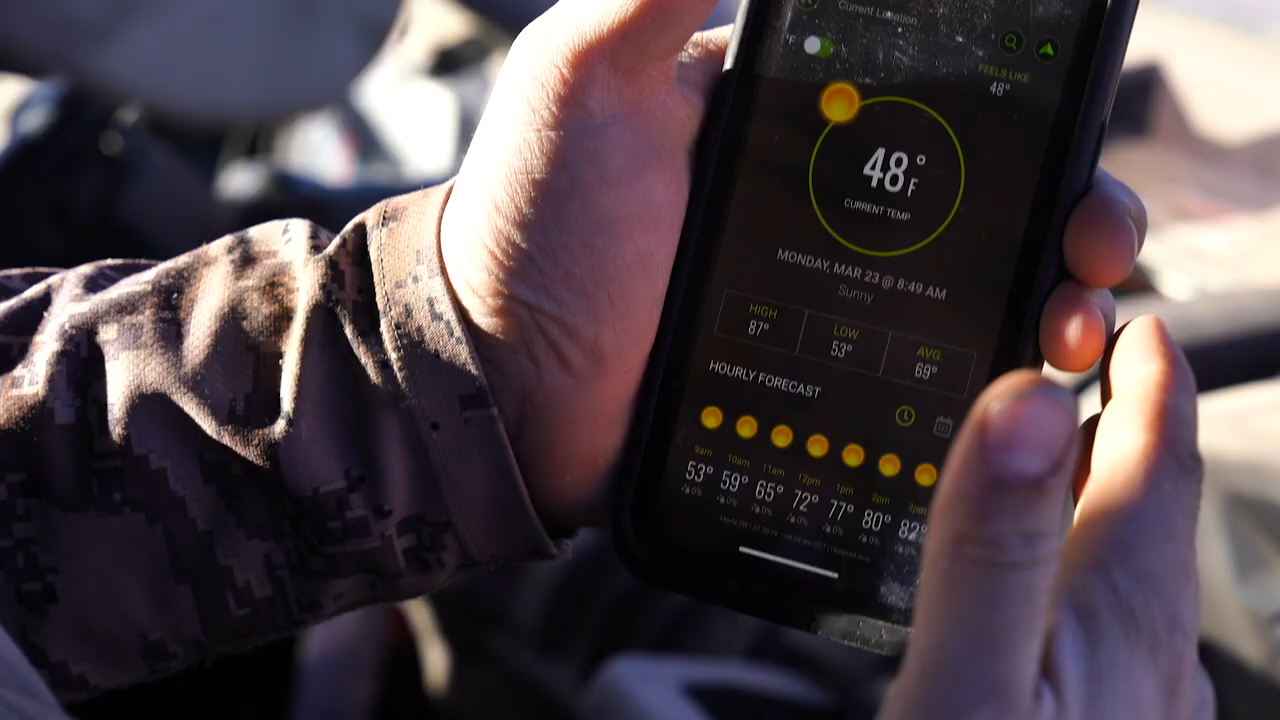 Current Location
°F
FEELS LIKE
48°
48°F
CURRENT TEMP
MONDAY, MAR 23 @ 8:49 AM
Sunny
HIGH LOW AVG.
87° 53° 69°
HOURLY FORECAST
9am 10am 11am 12pm 1pm 2pm 3pm
53° 59° 65° 72° 77° 80° 82°
0% 0% 0% 0% 0% 0% 0%